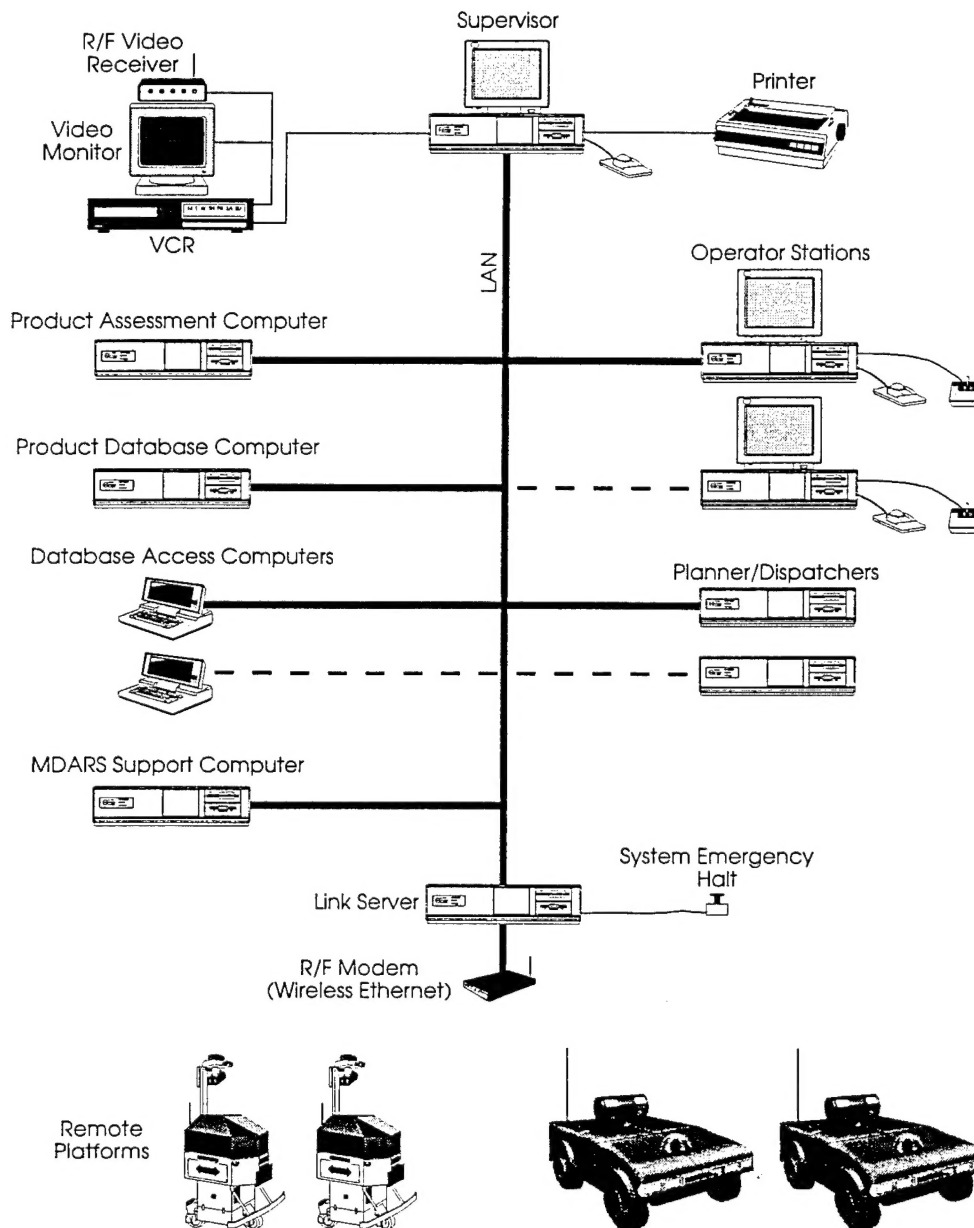 Supervisor
R/F Video
Receiver
Printer
Video
Monitor
VCR
LAN
Operator Stations
Product Assessment Computer
Product Database Computer
Database Access Computers
Planner/Dispatchers
MDARS Support Computer
System Emergency
Halt
Link Server
R/F Modem
(Wireless Ethernet)
Remote
Platforms